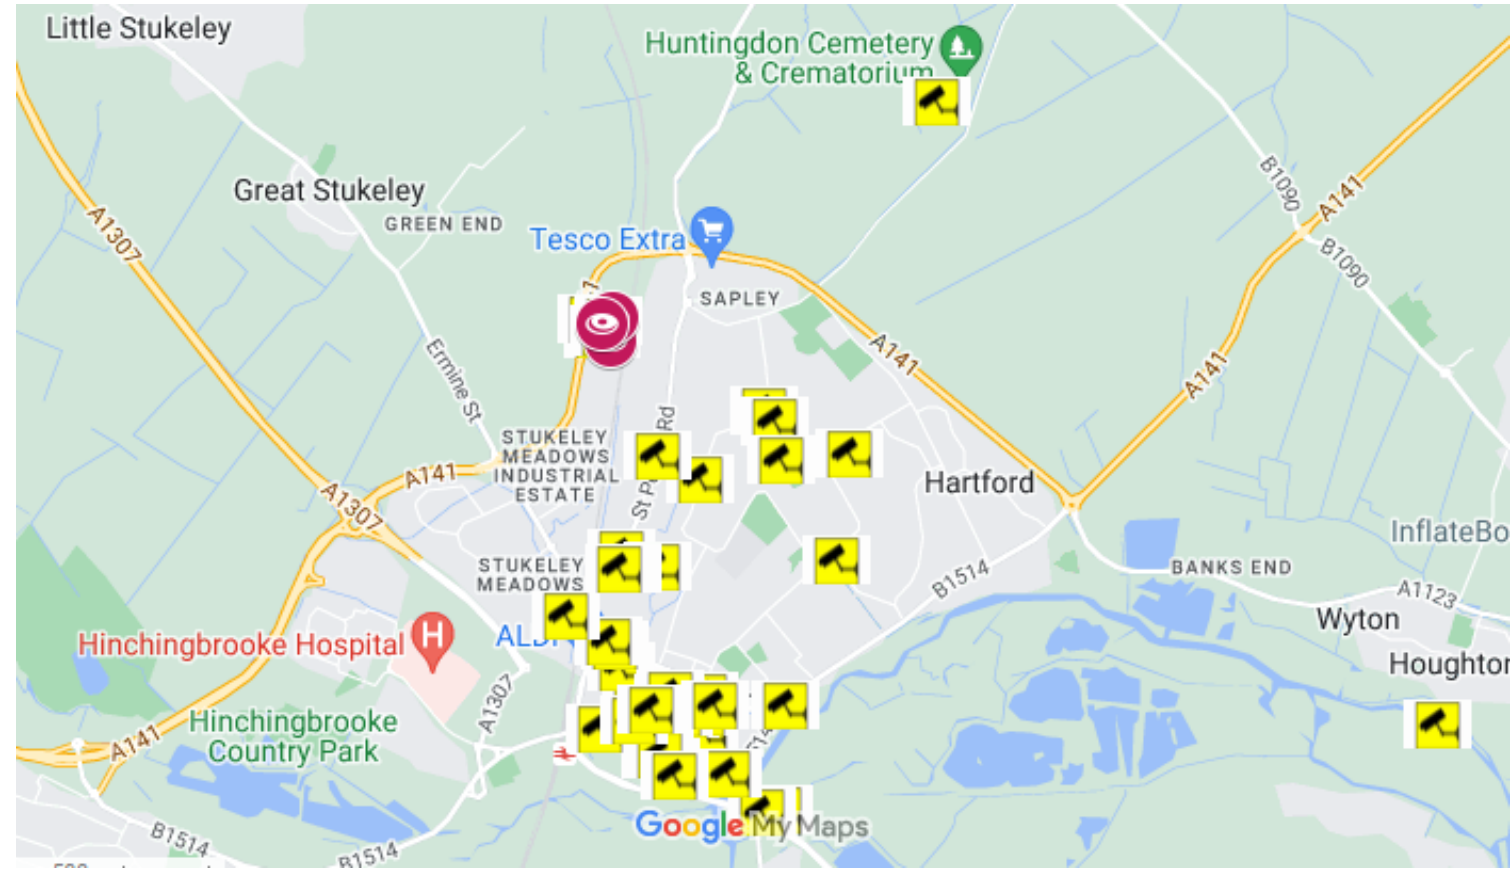 Little Stukeley
Huntingdon Cemetery
& Crematorium
B1090
A141
Great Stukeley
GREEN END
A1307
Tesco Extra
B1090
SAPLEY
A141
Ermine St
A141
Rd
STUKELEY
MEADOWS
INDUSTRIAL
ESTATE
A141
Hartford
A1307
St P
InflateBo
STUKELEY
MEADOWS
B1514
BANKS END
A1123
Wyton
Hinchingbrooke Hospital
H
ALDI
Houghton
A1307
Hinchingbrooke
Country Park
A141
Google My Maps
B1514
B1514